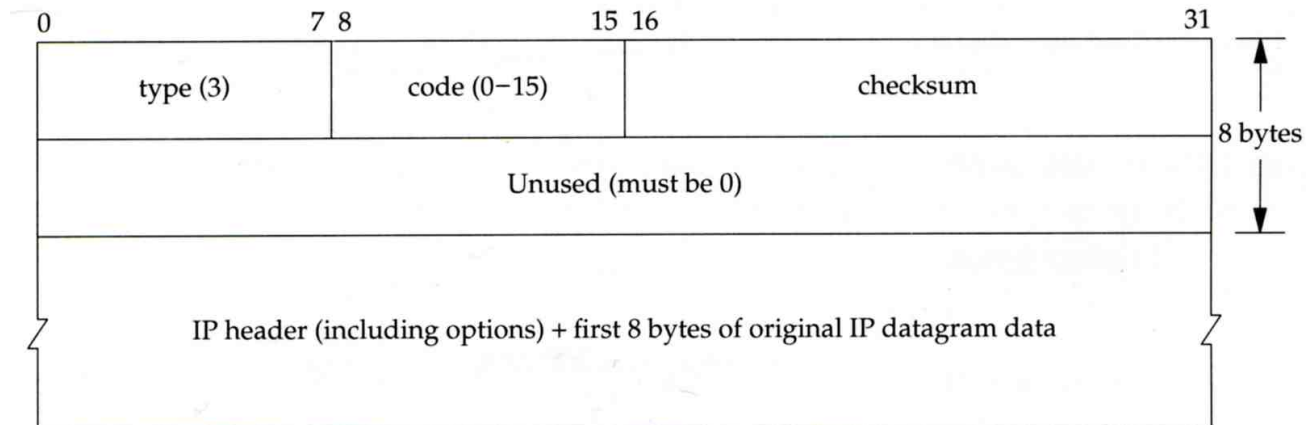 0 7 8 15 16 31
type (3) code (0−15) checksum
8 bytes
Unused (must be 0)
IP header (including options) + first 8 bytes of original IP datagram data